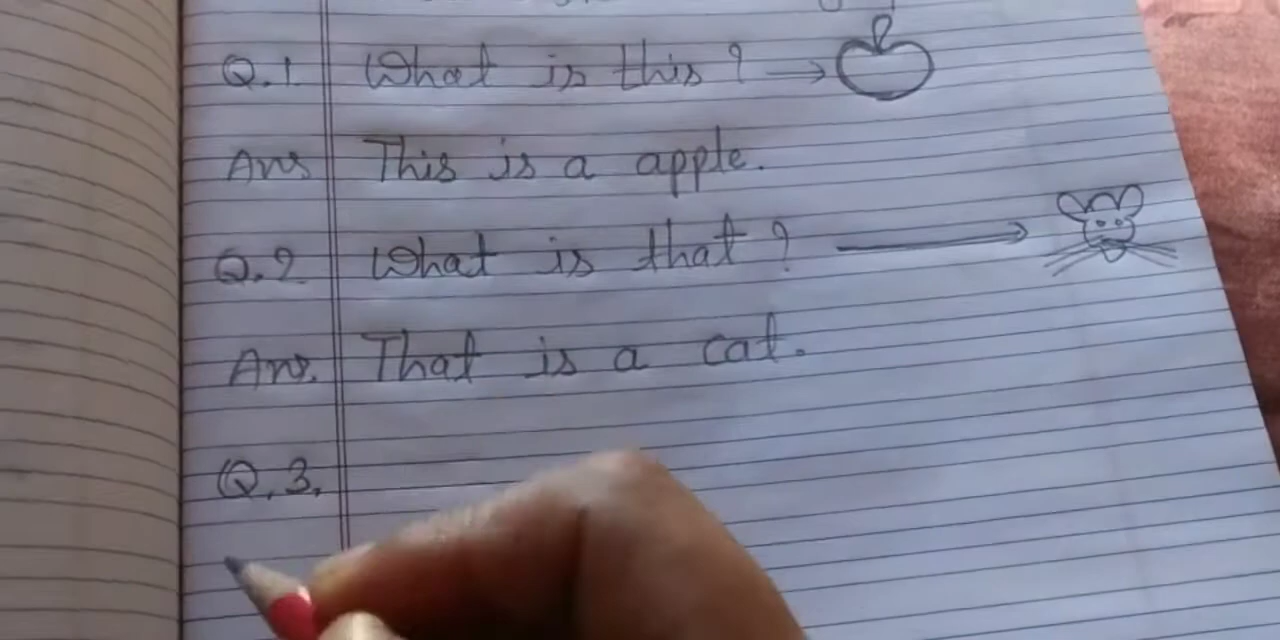 Q.1 What is this ? →
Ans This is a apple.
Q.2 What is that ? →
Ans. That is a cat.
Q.3.